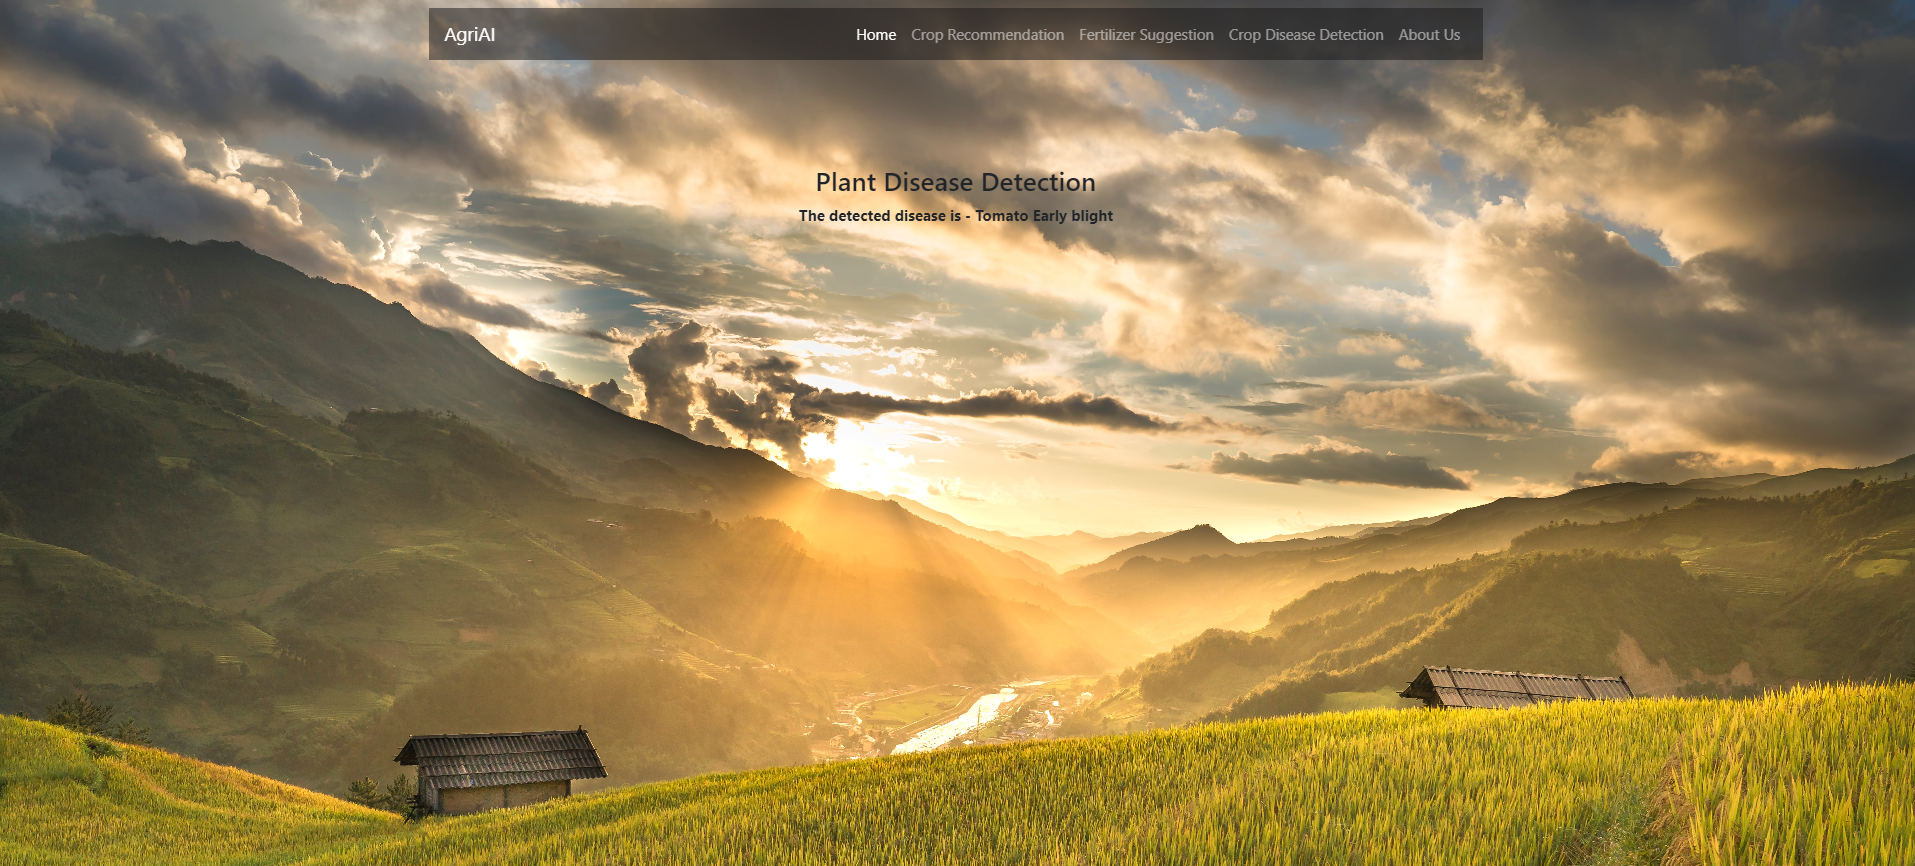 AgriAI
Home Crop Recommendation Fertilizer Suggestion Crop Disease Detection About Us
Plant Disease Detection
The detected disease is - Tomato Early blight